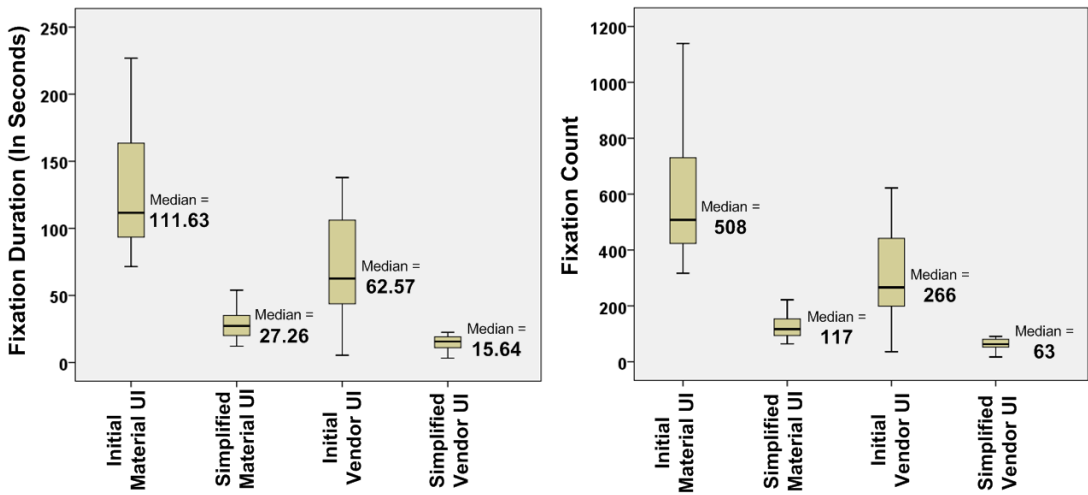 Fixation Duration (In Seconds)
250
200
150
100
50
0
Median =
111.63
Median =
27.26
Median =
62.57
Median =
15.64
Initial
Material UI
Simplified
Material UI
Initial
Vendor UI
Simplified
Vendor UI
Fixation Count
1200
1000
800
600
400
200
0
Median =
508
Median =
117
Median =
266
Median =
63
Initial
Material UI
Simplified
Material UI
Initial
Vendor UI
Simplified
Vendor UI